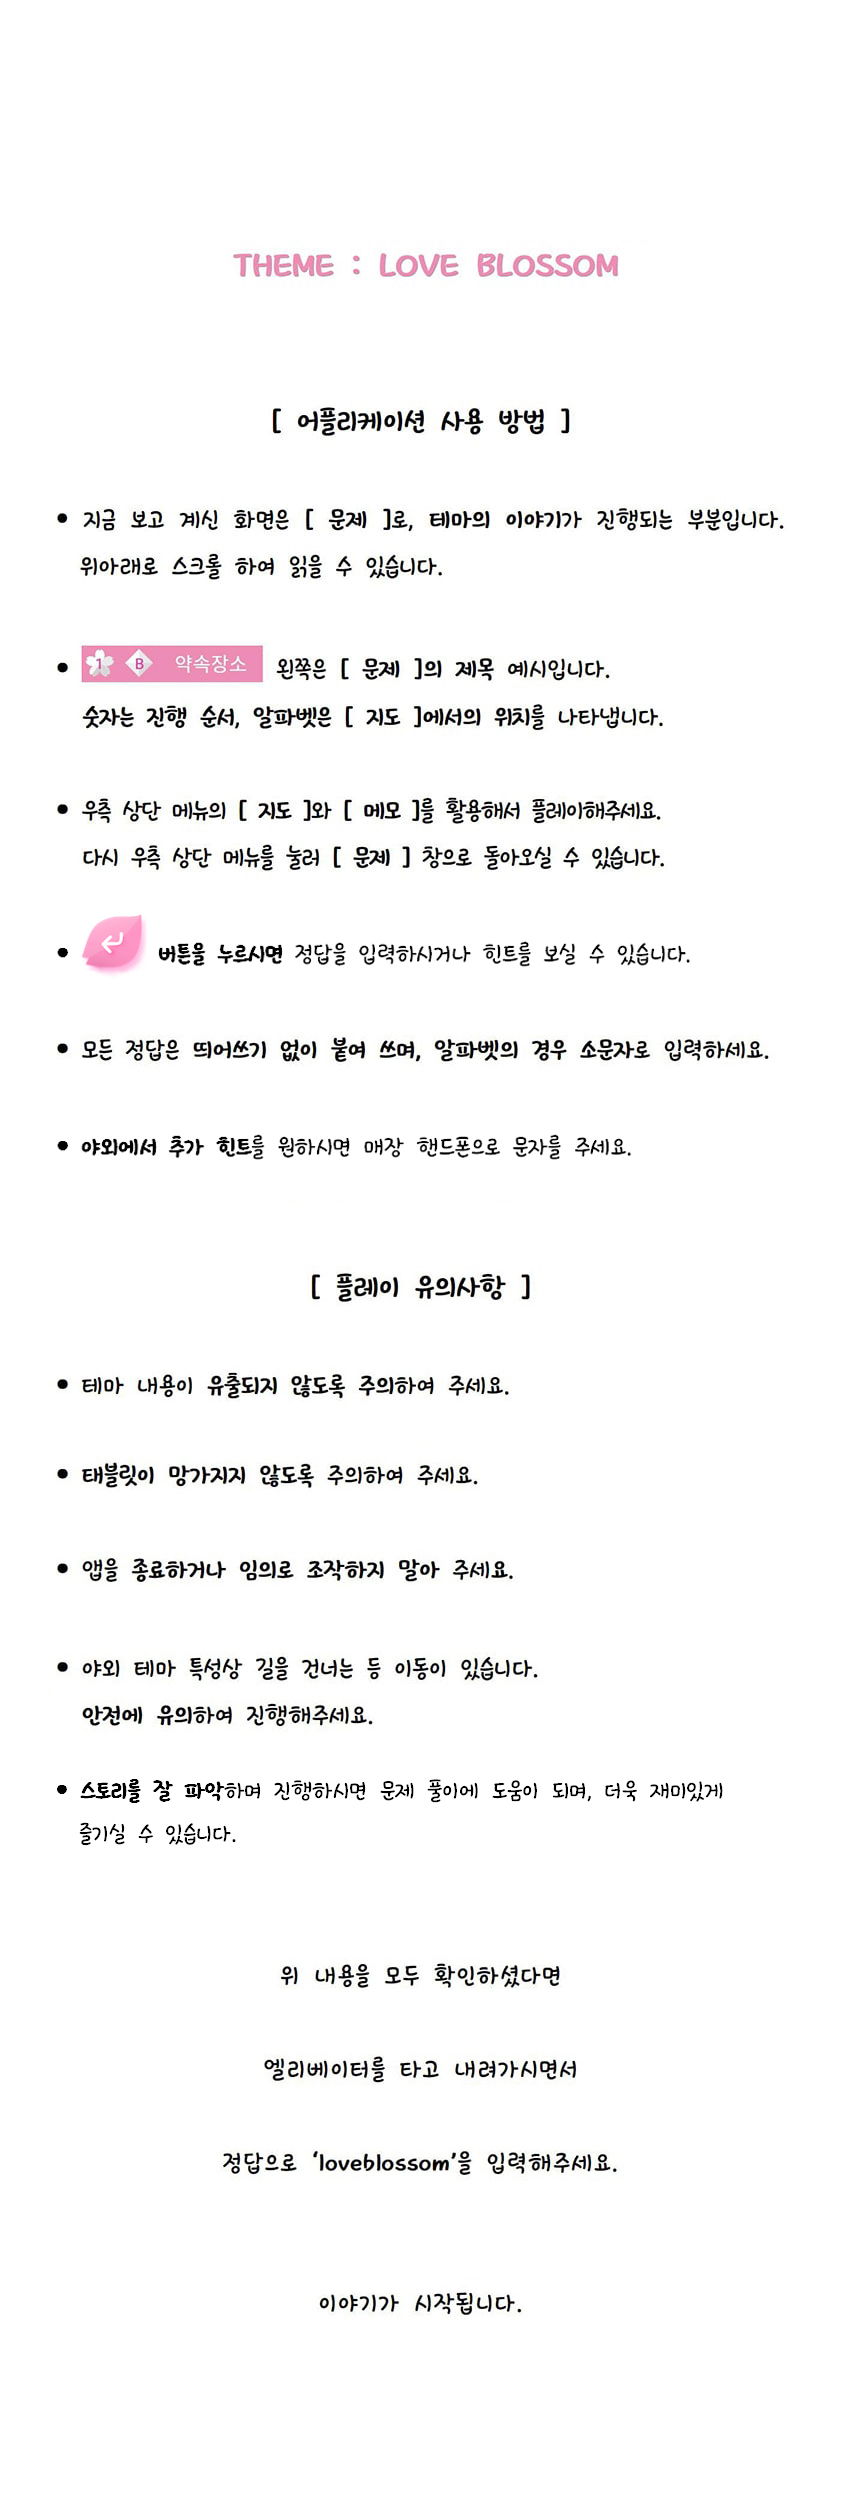 THEME : LOVE BLOSSOM
[ 어플리케이션 사용 방법 ]
● 지금 보고 계신 화면은 [ 문제 ]로, 테마의 이야기가 진행되는 부분입니다.
위아래로 스크롤 하여 읽을 수 있습니다.
● 1 B 약속장소 왼쪽은 [ 문제 ]의 제목 예시입니다.
숫자는 진행 순서, 알파벳은 [ 지도 ]에서의 위치를 나타냅니다.
● 우측 상단 메뉴의 [ 지도 ]와 [ 메모 ]를 활용해서 플레이해주세요.
다시 우측 상단 메뉴를 눌러 [ 문제 ] 창으로 돌아오실 수 있습니다.
● 버튼을 누르시면 정답을 입력하시거나 힌트를 보실 수 있습니다.
● 모든 정답은 띄어쓰기 없이 붙여 쓰며, 알파벳의 경우 소문자로 입력하세요.
● 야외에서 추가 힌트를 원하시면 매장 핸드폰으로 문자를 주세요.
[ 플레이 유의사항 ]
● 테마 내용이 유출되지 않도록 주의하여 주세요.
● 태블릿이 망가지지 않도록 주의하여 주세요.
● 앱을 종료하거나 임의로 조작하지 말아 주세요.
● 야외 테마 특성상 길을 건너는 등 이동이 있습니다.
안전에 유의하여 진행해주세요.
● 스토리를 잘 파악하며 진행하시면 문제 풀이에 도움이 되며, 더욱 재미있게
즐기실 수 있습니다.
위 내용을 모두 확인하셨다면
엘리베이터를 타고 내려가시면서
정답으로 ‘loveblossom’을 입력해주세요.
이야기가 시작됩니다.